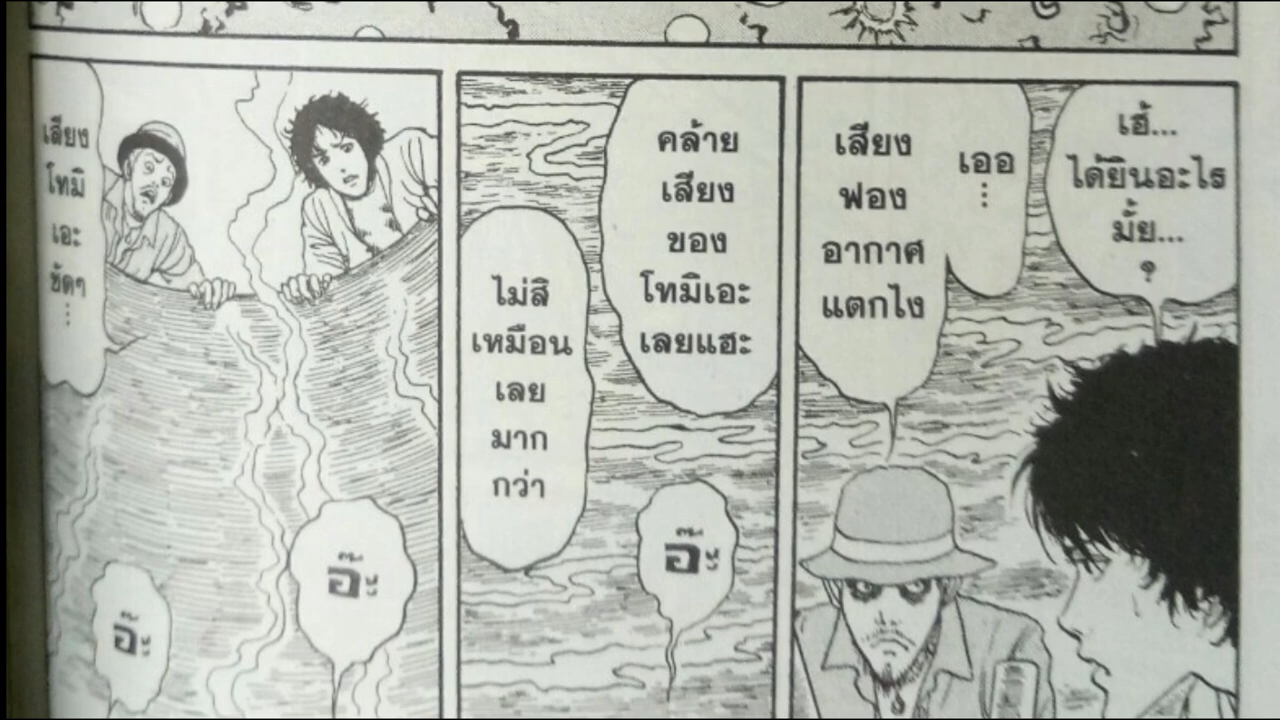 เฮ้...
ได้ยินอะไร
มั้ย...
?
เออ
...
เสียง
ฟอง
อากาศ
แตกไง
คล้าย
เสียง
ของ
โทมิเอะ
เลยแฮะ
ไม่สิ
เหมือน
เลย
มาก
กว่า
อ๊ะ
เสียง
โทมิ
เอะ
ชัดๆ
...
อ๊ะ
อ๊ะ